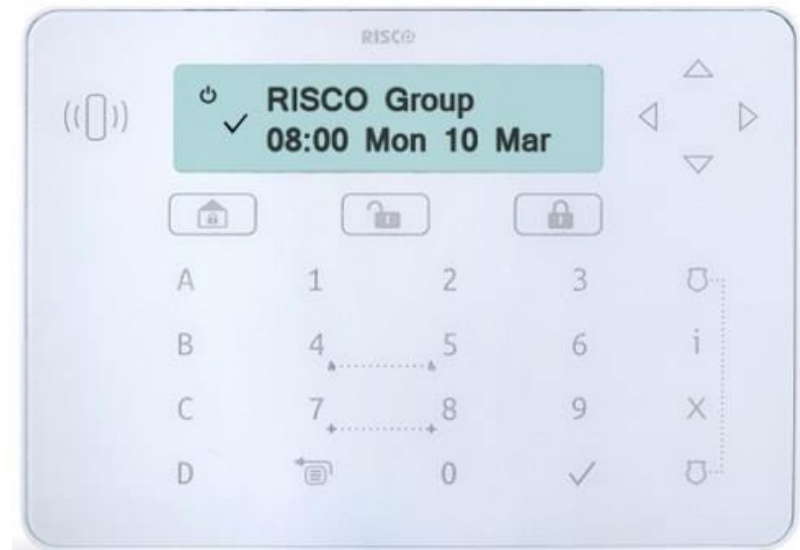 RISCO
RISCO Group
08:00 Mon 10 Mar
A 1 2 3
B 4 5 6 i
C 7 8 9 X
D 0